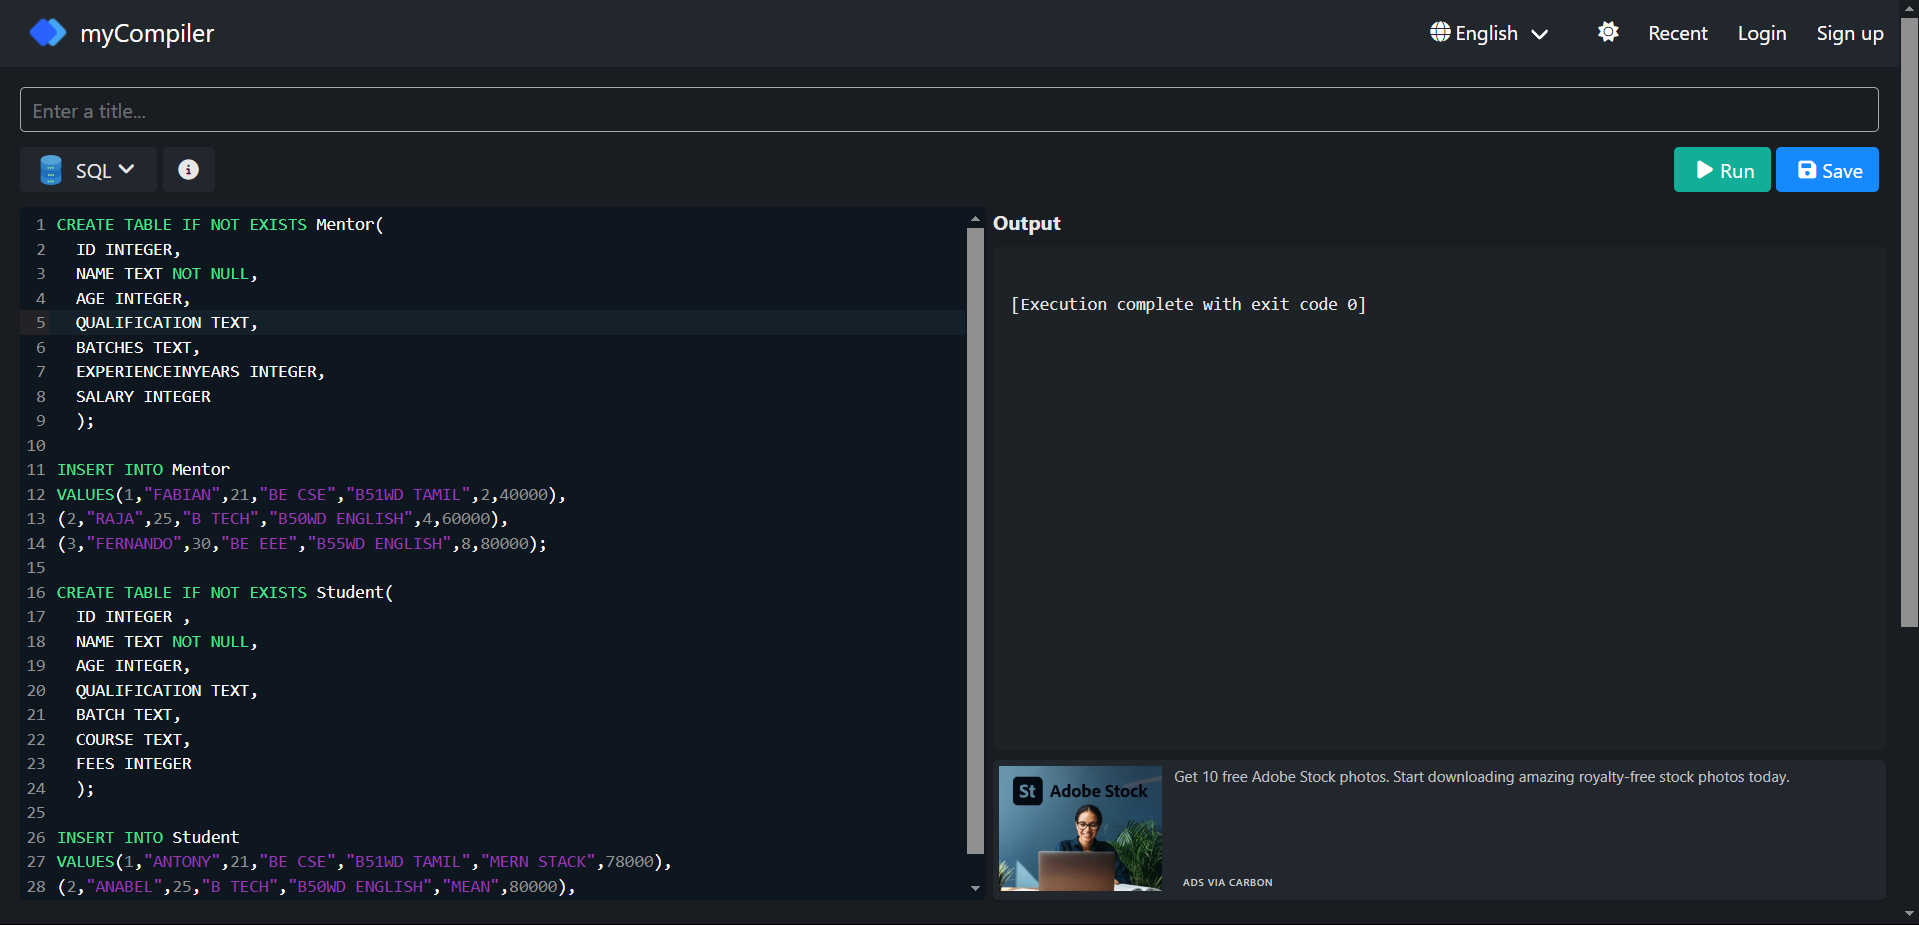 myCompiler
English
Recent
Login
Sign up
Enter a title...
SQL
Run
Save
1 CREATE TABLE IF NOT EXISTS Mentor(
2 ID INTEGER,
3 NAME TEXT NOT NULL,
4 AGE INTEGER,
5 QUALIFICATION TEXT,
6 BATCHES TEXT,
7 EXPERIENCEINYEARS INTEGER,
8 SALARY INTEGER
9 );
10
11 INSERT INTO Mentor
12 VALUES(1,"FABIAN",21,"BE CSE","B51WD TAMIL",2,40000),
13 (2,"RAJA",25,"B TECH","B50WD ENGLISH",4,60000),
14 (3,"FERNANDO",30,"BE EEE","B55WD ENGLISH",8,80000);
15
16 CREATE TABLE IF NOT EXISTS Student(
17 ID INTEGER ,
18 NAME TEXT NOT NULL,
19 AGE INTEGER,
20 QUALIFICATION TEXT,
21 BATCH TEXT,
22 COURSE TEXT,
23 FEES INTEGER
24 );
25
26 INSERT INTO Student
27 VALUES(1,"ANTONY",21,"BE CSE","B51WD TAMIL","MERN STACK",78000),
28 (2,"ANABEL",25,"B TECH","B50WD ENGLISH","MEAN",80000),
Output
[Execution complete with exit code 0]
St Adobe Stock
Get 10 free Adobe Stock photos. Start downloading amazing royalty-free stock photos today.
ADS VIA CARBON